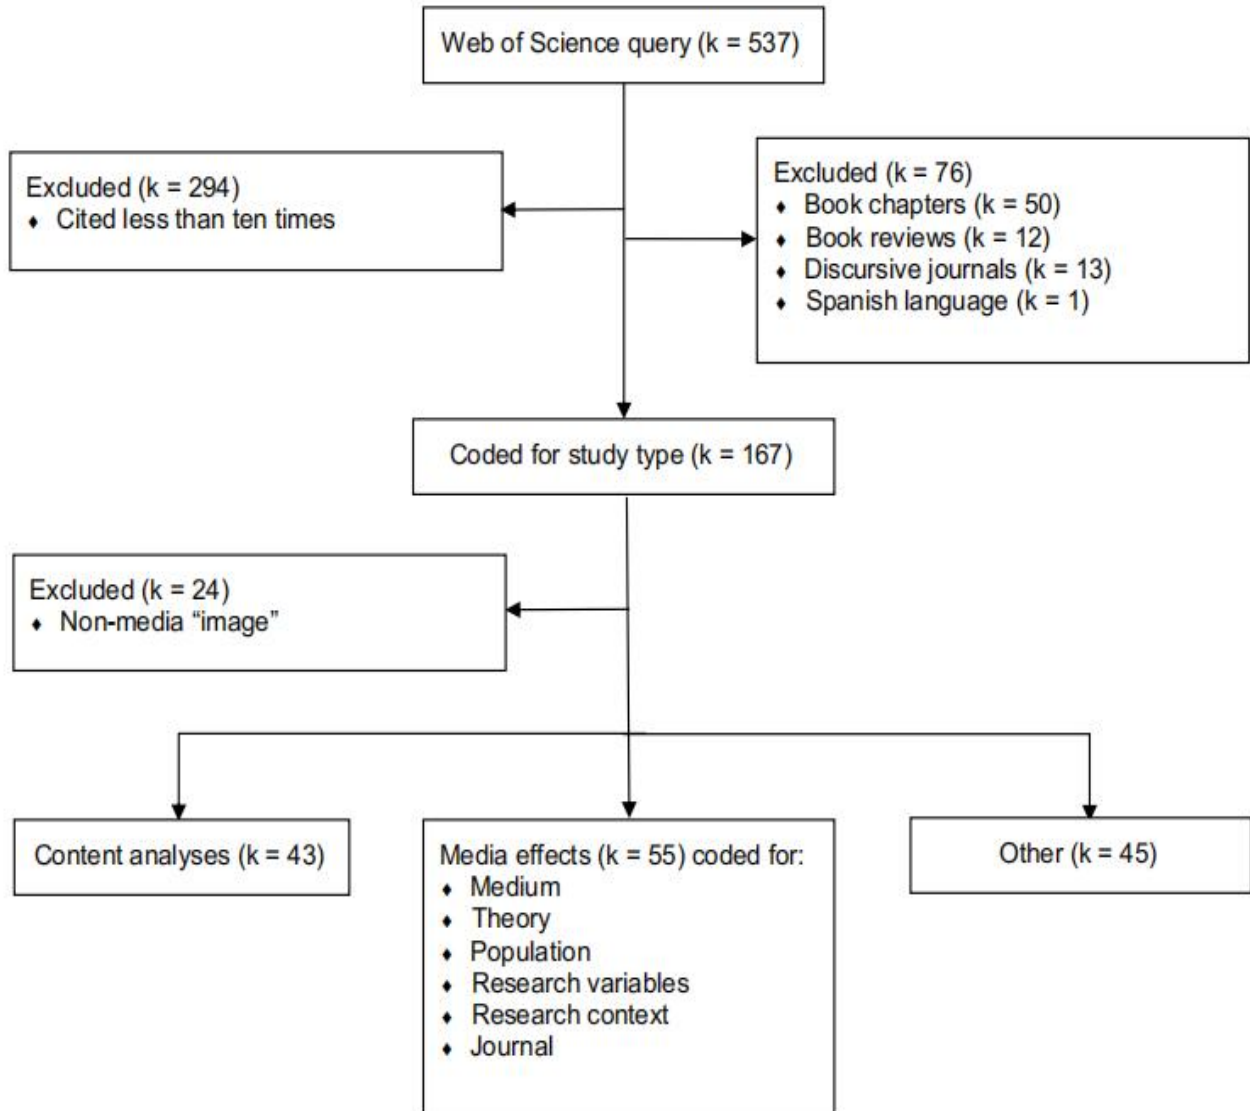 Web of Science query (k = 537)
Excluded (k = 294)
♦ Cited less than ten times
Excluded (k = 76)
♦ Book chapters (k = 50)
♦ Book reviews (k = 12)
♦ Discursive journals (k = 13)
♦ Spanish language (k = 1)
Coded for study type (k = 167)
Excluded (k = 24)
♦ Non-media “image”
Content analyses (k = 43)
Media effects (k = 55) coded for:
♦ Medium
♦ Theory
♦ Population
♦ Research variables
♦ Research context
♦ Journal
Other (k = 45)